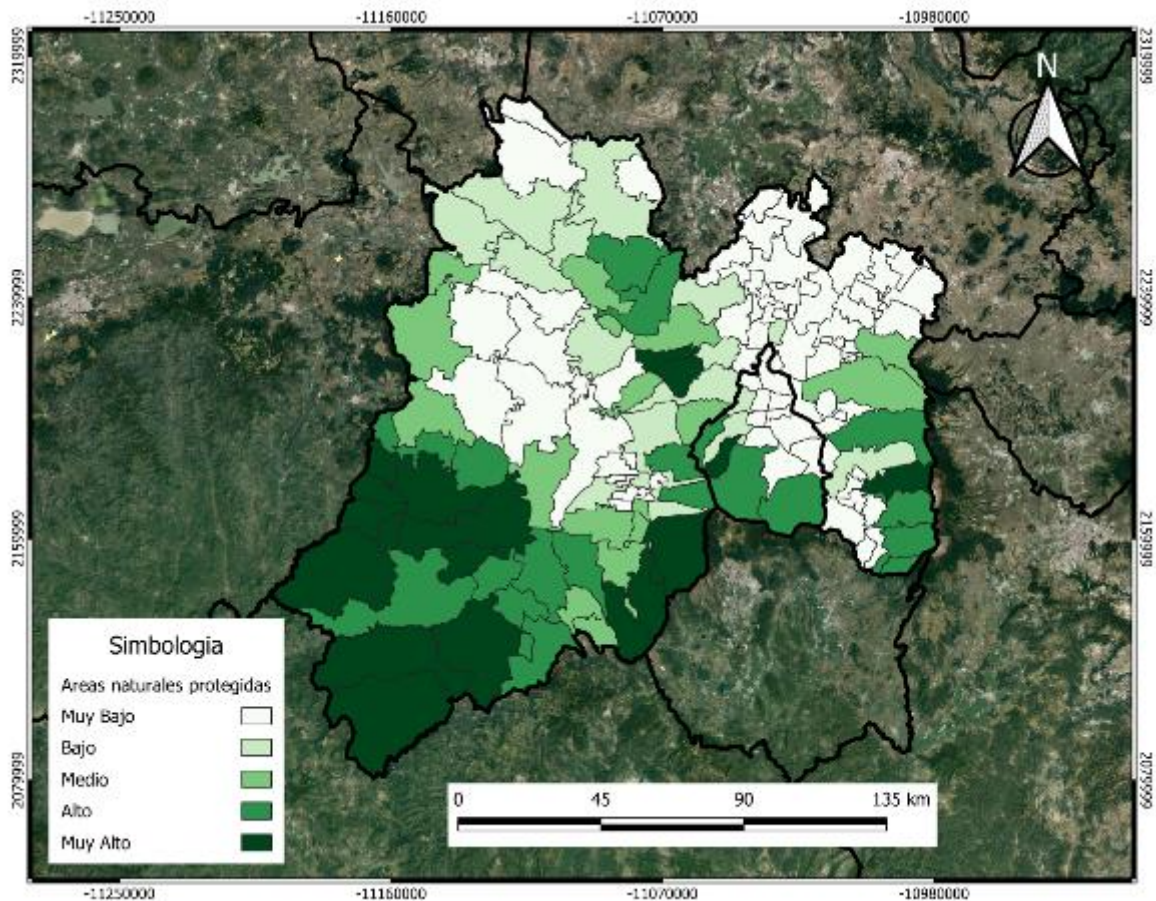 -11250000 -11160000 -11070000 -10980000
2319999 2319999
N
2239999 2239999
2159999 2159999
2079999 2079999
Simbologia
Areas naturales protegidas
Muy Bajo
Bajo
Medio
Alto
Muy Alto
0 45 90 135 km
-11250000 -11160000 -11070000 -10980000